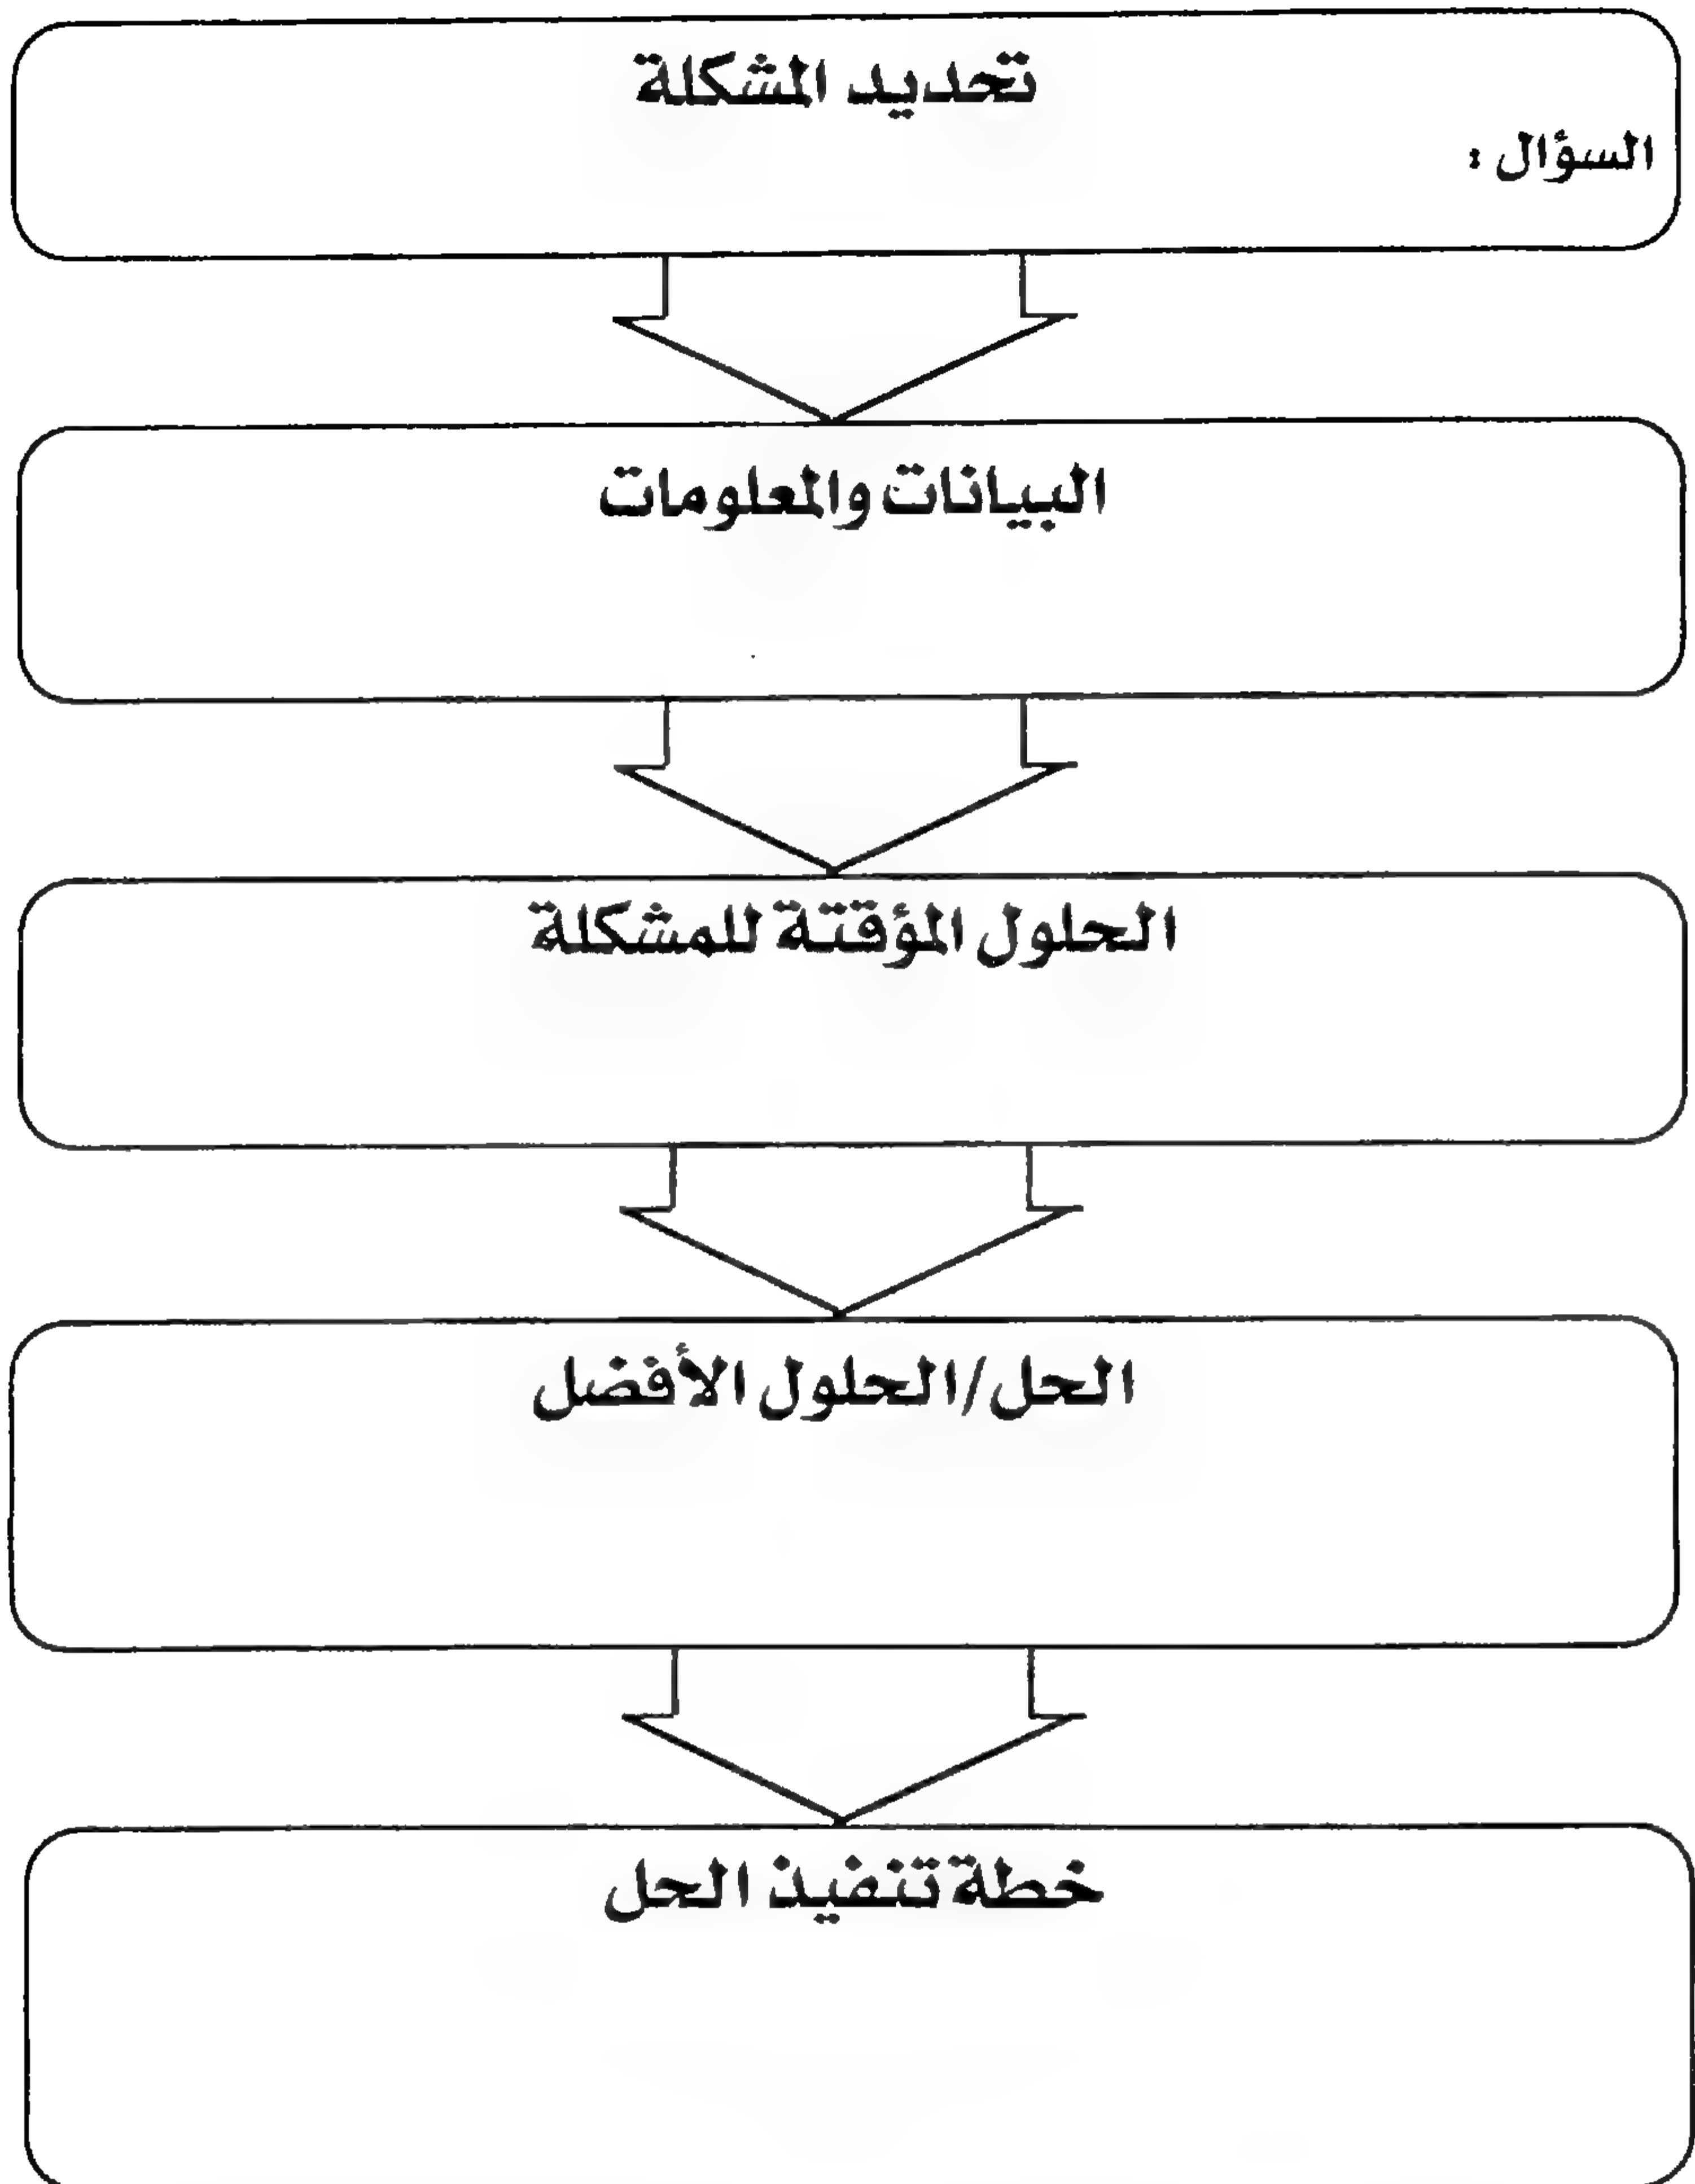 تحديد المشكلة
السؤال :
البيانات والمعلومات
الحلول المؤقتة للمشكلة
الحل/الحلول الأفضل
خطة تنفيذ الحل